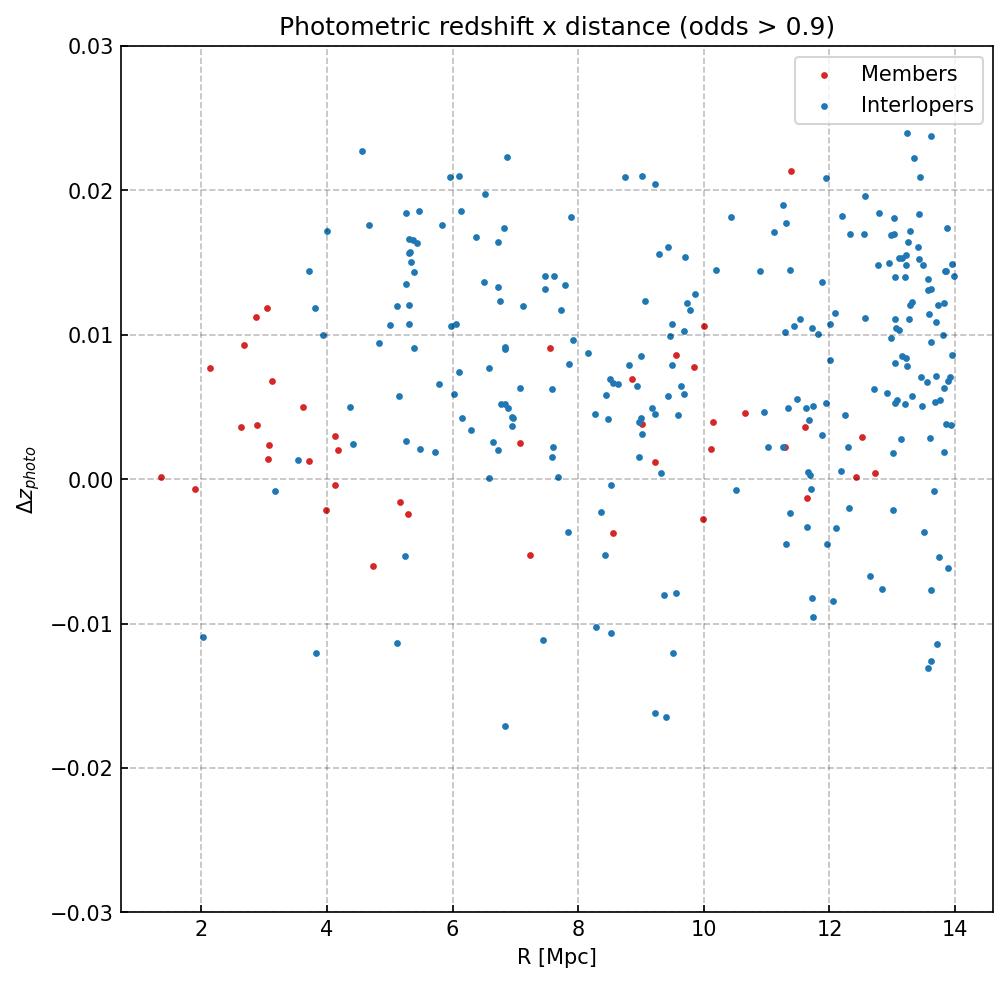 Photometric redshift x distance (odds > 0.9)
Members
Interlopers
0.03
0.02
0.01
0.00
−0.01
−0.02
−0.03
Δz_photo
2 4 6 8 10 12 14
R [Mpc]